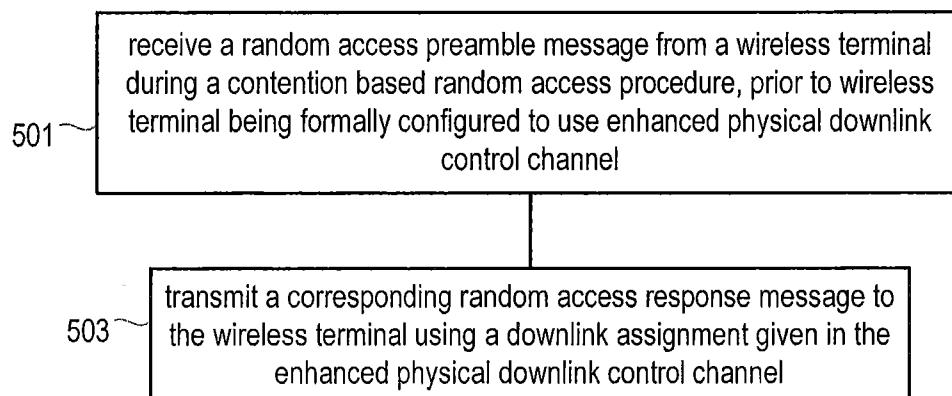 receive a random access preamble message from a wireless terminal
during a contention based random access procedure, prior to wireless
terminal being formally configured to use enhanced physical downlink
control channel
501
transmit a corresponding random access response message to
the wireless terminal using a downlink assignment given in the
enhanced physical downlink control channel
503